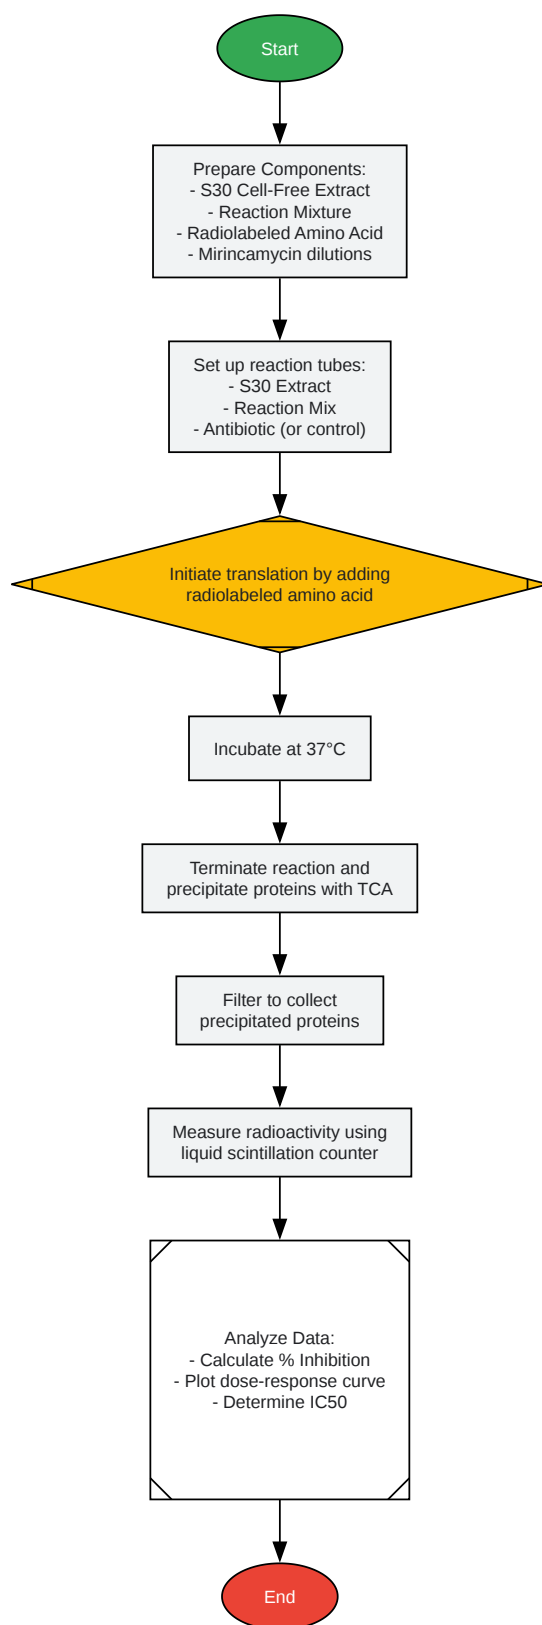 Start
Prepare Components:
- S30 Cell-Free Extract
- Reaction Mixture
- Radiolabeled Amino Acid
- Mirincamycin dilutions
Set up reaction tubes:
- S30 Extract
- Reaction Mix
- Antibiotic (or control)
Initiate translation by adding
radiolabeled amino acid
Incubate at 37°C
Terminate reaction and
precipitate proteins with TCA
Filter to collect
precipitated proteins
Measure radioactivity using
liquid scintillation counter
Analyze Data:
- Calculate % Inhibition
- Plot dose-response curve
- Determine IC50
End